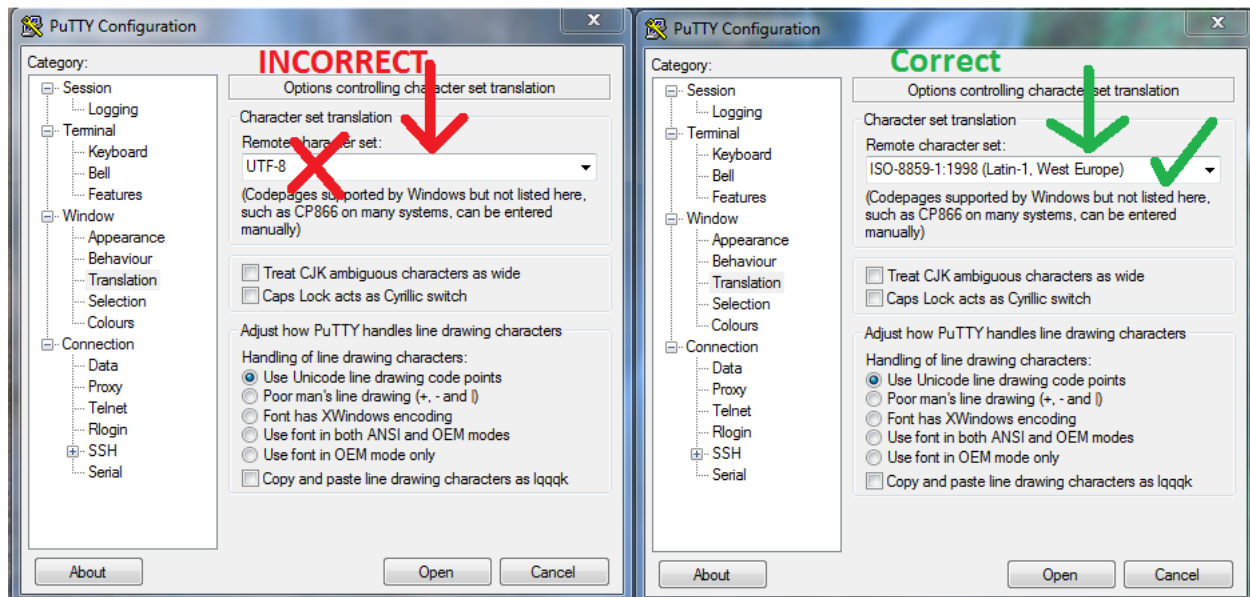 PuTTY Configuration
X
Category:
Session
Logging
Terminal
Keyboard
Bell
Features
Window
Appearance
Behaviour
Translation
Selection
Colours
Connection
Data
Proxy
Telnet
Rlogin
SSH
Serial
INCORRECT
Options controlling character set translation
Character set translation
Remote character set:
UTF-8
(Codepages supported by Windows but not listed here,
such as CP866 on many systems, can be entered
manually)
Treat CJK ambiguous characters as wide
Caps Lock acts as Cyrillic switch
Adjust how PuTTY handles line drawing characters
Handling of line drawing characters:
Use Unicode line drawing code points
Poor man's line drawing (+, - and |)
Font has XWindows encoding
Use font in both ANSI and OEM modes
Use font in OEM mode only
Copy and paste line drawing characters as lqqqk
About
Open
Cancel
PuTTY Configuration
X
Category:
Session
Logging
Terminal
Keyboard
Bell
Features
Window
Appearance
Behaviour
Translation
Selection
Colours
Connection
Data
Proxy
Telnet
Rlogin
SSH
Serial
Correct
Options controlling character set translation
Character set translation
Remote character set:
ISO-8859-1:1998 (Latin-1, West Europe)
(Codepages supported by Windows but not listed here,
such as CP866 on many systems, can be entered
manually)
Treat CJK ambiguous characters as wide
Caps Lock acts as Cyrillic switch
Adjust how PuTTY handles line drawing characters
Handling of line drawing characters:
Use Unicode line drawing code points
Poor man's line drawing (+, - and |)
Font has XWindows encoding
Use font in both ANSI and OEM modes
Use font in OEM mode only
Copy and paste line drawing characters as lqqqk
About
Open
Cancel